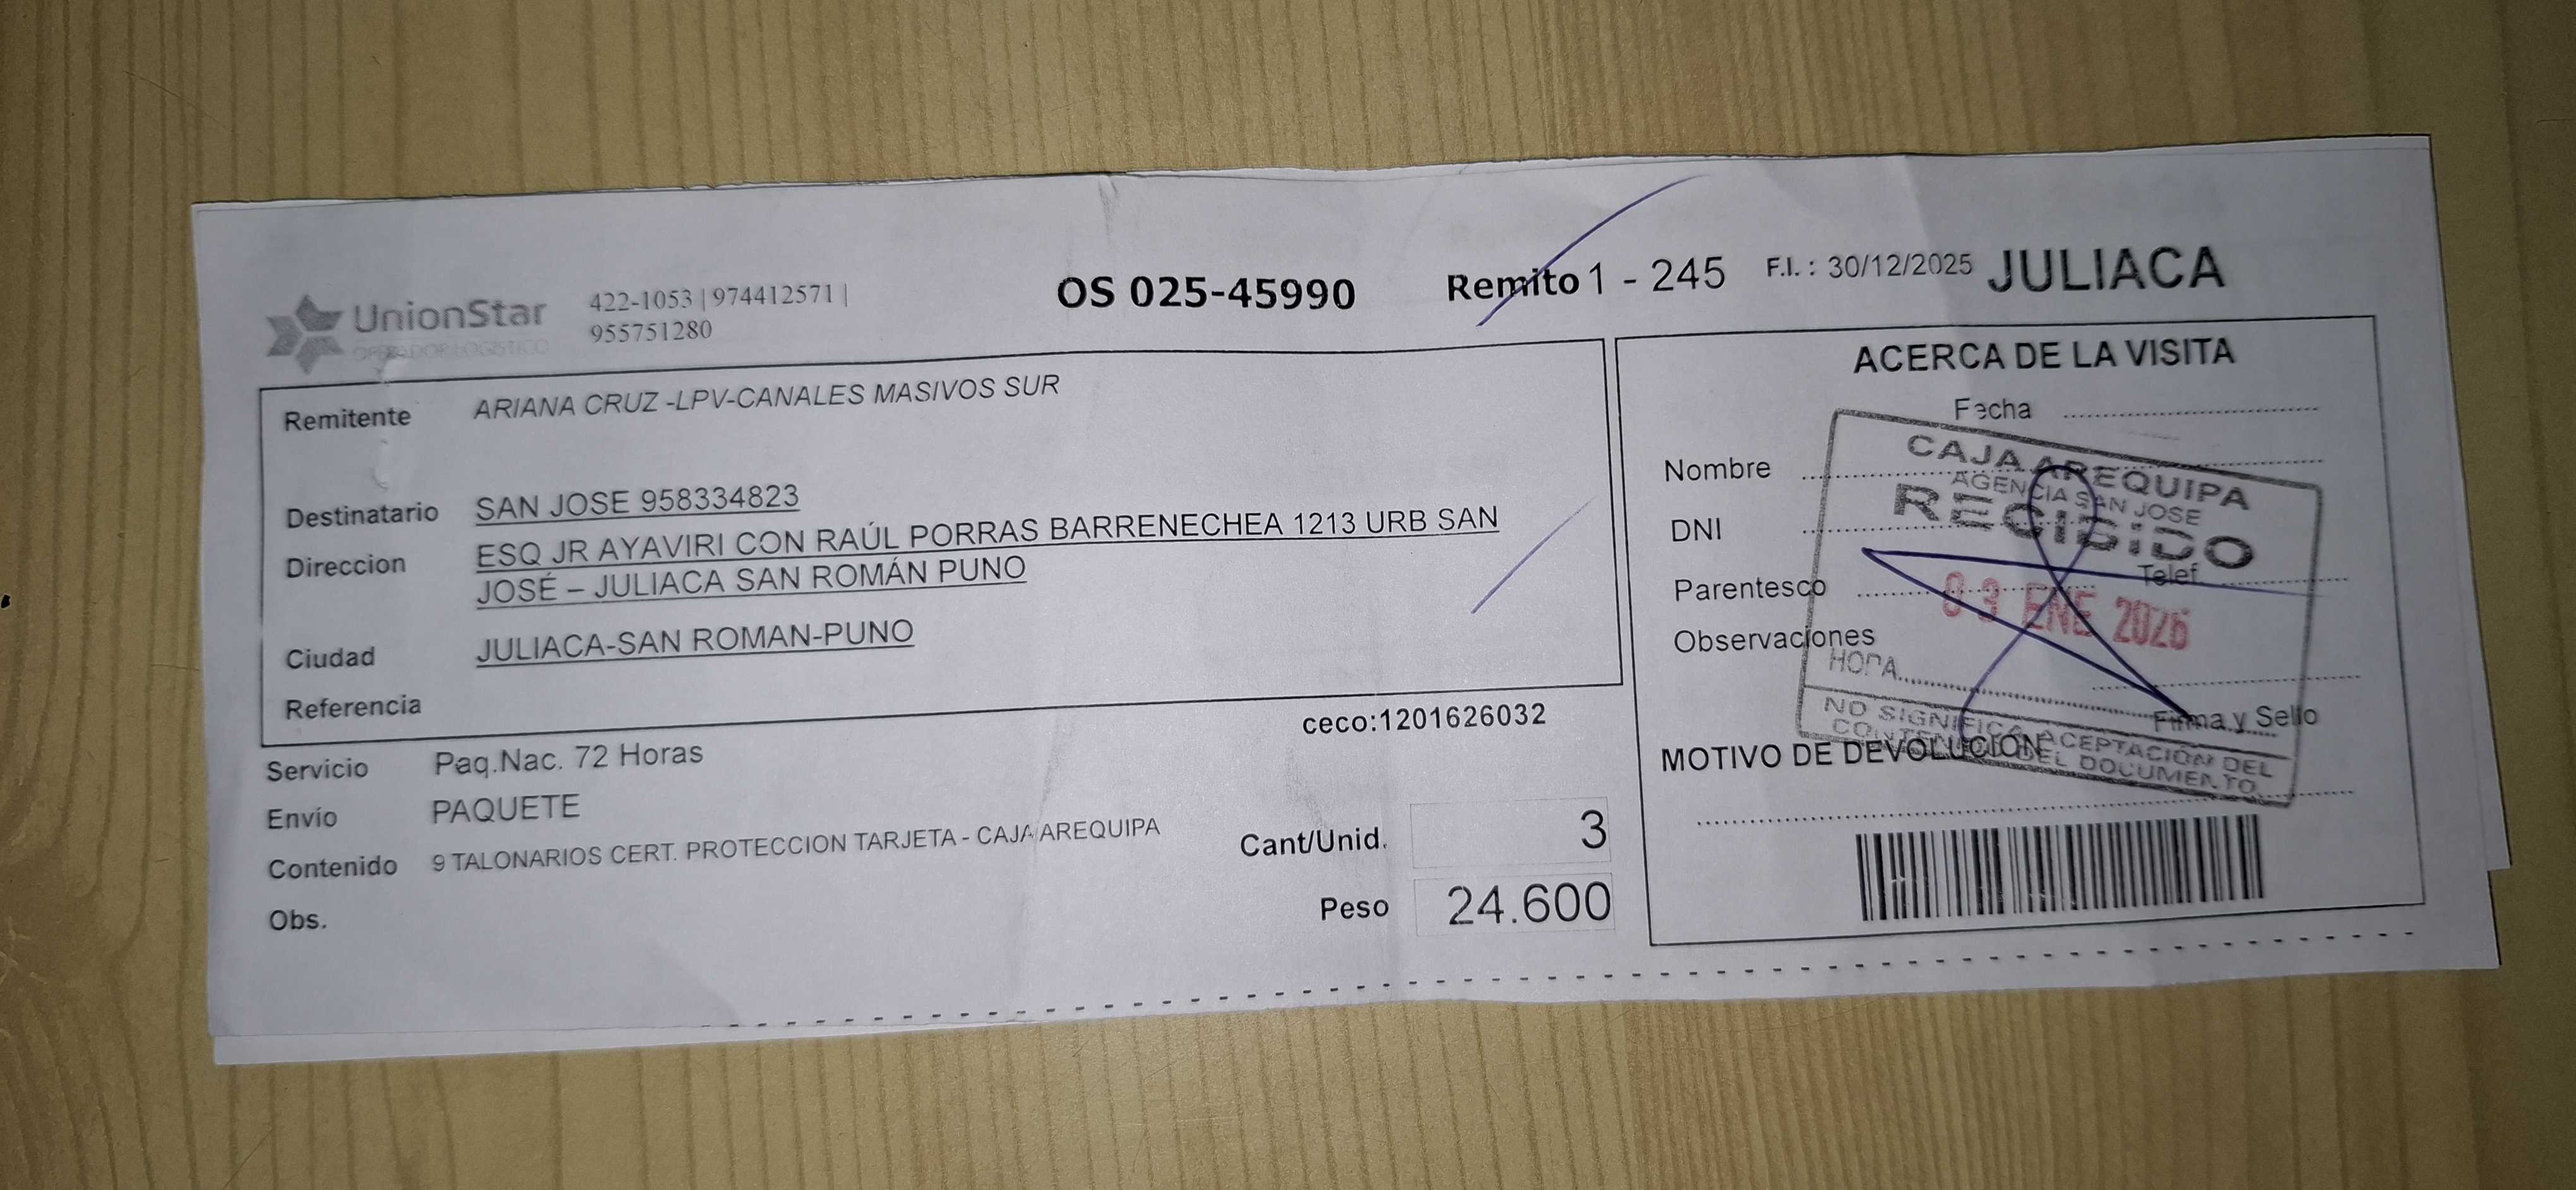 UnionStar
OPERADOR LOGÍSTICO
422-1053 | 974412571 |
955751280
OS 025-45990
Remito 1 - 245
F.I. : 30/12/2025
JULIACA
Remitente ARIANA CRUZ -LPV-CANALES MASIVOS SUR
Destinatario SAN JOSE 958334823
Direccion ESQ JR AYAVIRI CON RAÚL PORRAS BARRENECHEA 1213 URB SAN
JOSÉ – JULIACA SAN ROMÁN PUNO
Ciudad JULIACA-SAN ROMAN-PUNO
Referencia
ceco:1201626032
Servicio Paq.Nac. 72 Horas
Envío PAQUETE
Contenido 9 TALONARIOS CERT. PROTECCION TARJETA - CAJA AREQUIPA
Obs.
Cant/Unid. 3
Peso 24.600
ACERCA DE LA VISITA
Fecha
Nombre
DNI
Parentesco
Telef.
Observaciones
Firma y Sello
MOTIVO DE DEVOLUCION
CAJA AREQUIPA
AGENCIA SAN JOSE
RECIBIDO
03 ENE 2026
HORA
NO SIGNIFICA ACEPTACIÓN DEL
CONTENIDO DEL DOCUMENTO